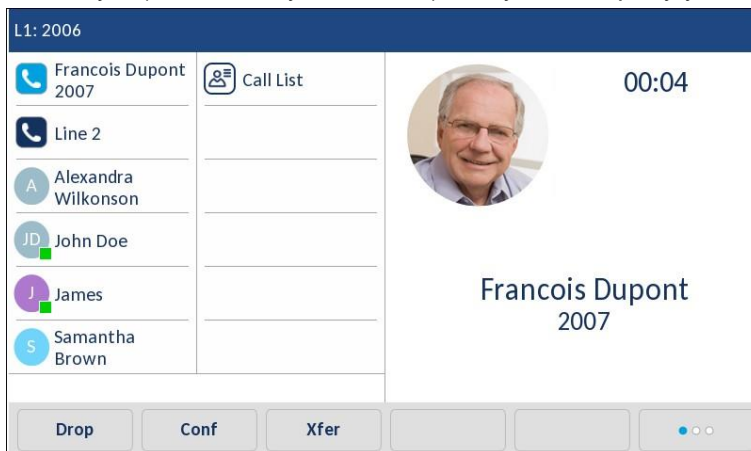 L1: 2006
Francois Dupont
2007
Line 2
A
Alexandra
Wilkonson
JD
John Doe
J
James
S
Samantha
Brown
Call List
00:04
Francois Dupont
2007
Drop
Conf
Xfer